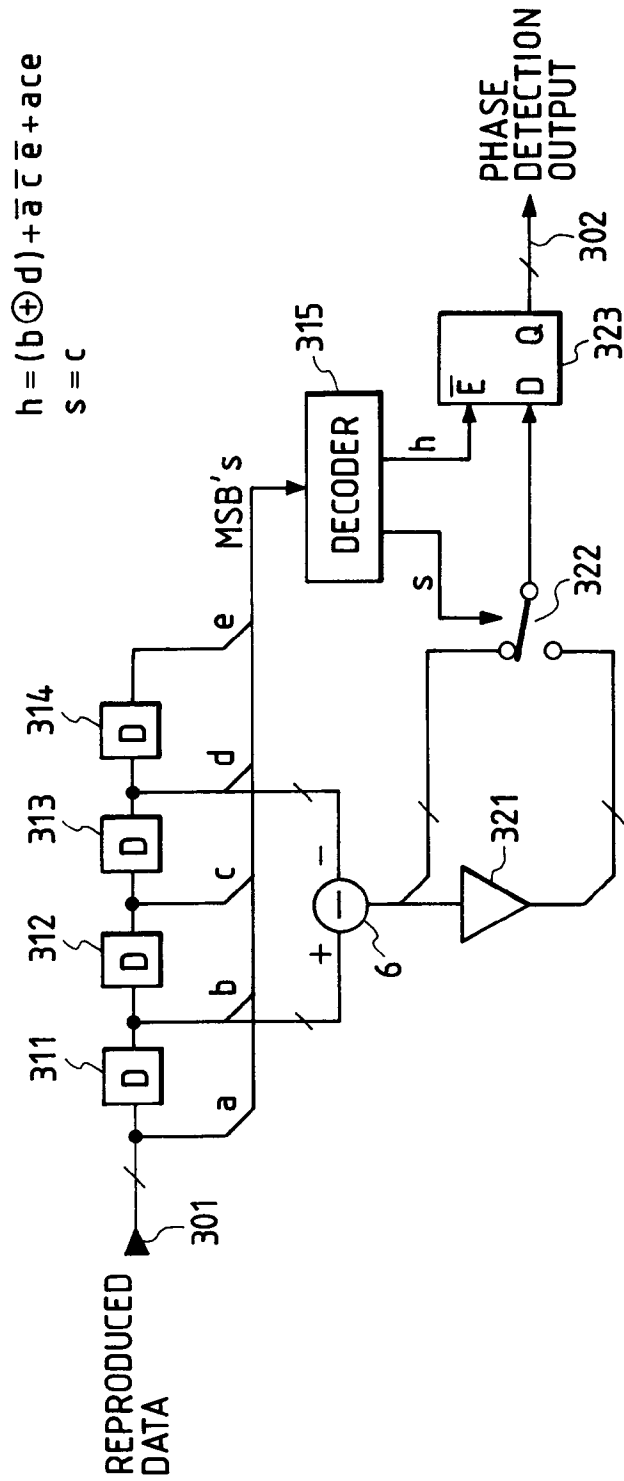 h = (b ⊕ d) + a̅ c̅ e̅ + ace
s = c
REPRODUCED
DATA
301
311
D
312
D
313
D
314
D
a
b
c
d
e
MSB's
+
−
−
6
321
DECODER
315
s
h
322
E̅
D
Q
323
302
PHASE
DETECTION
OUTPUT